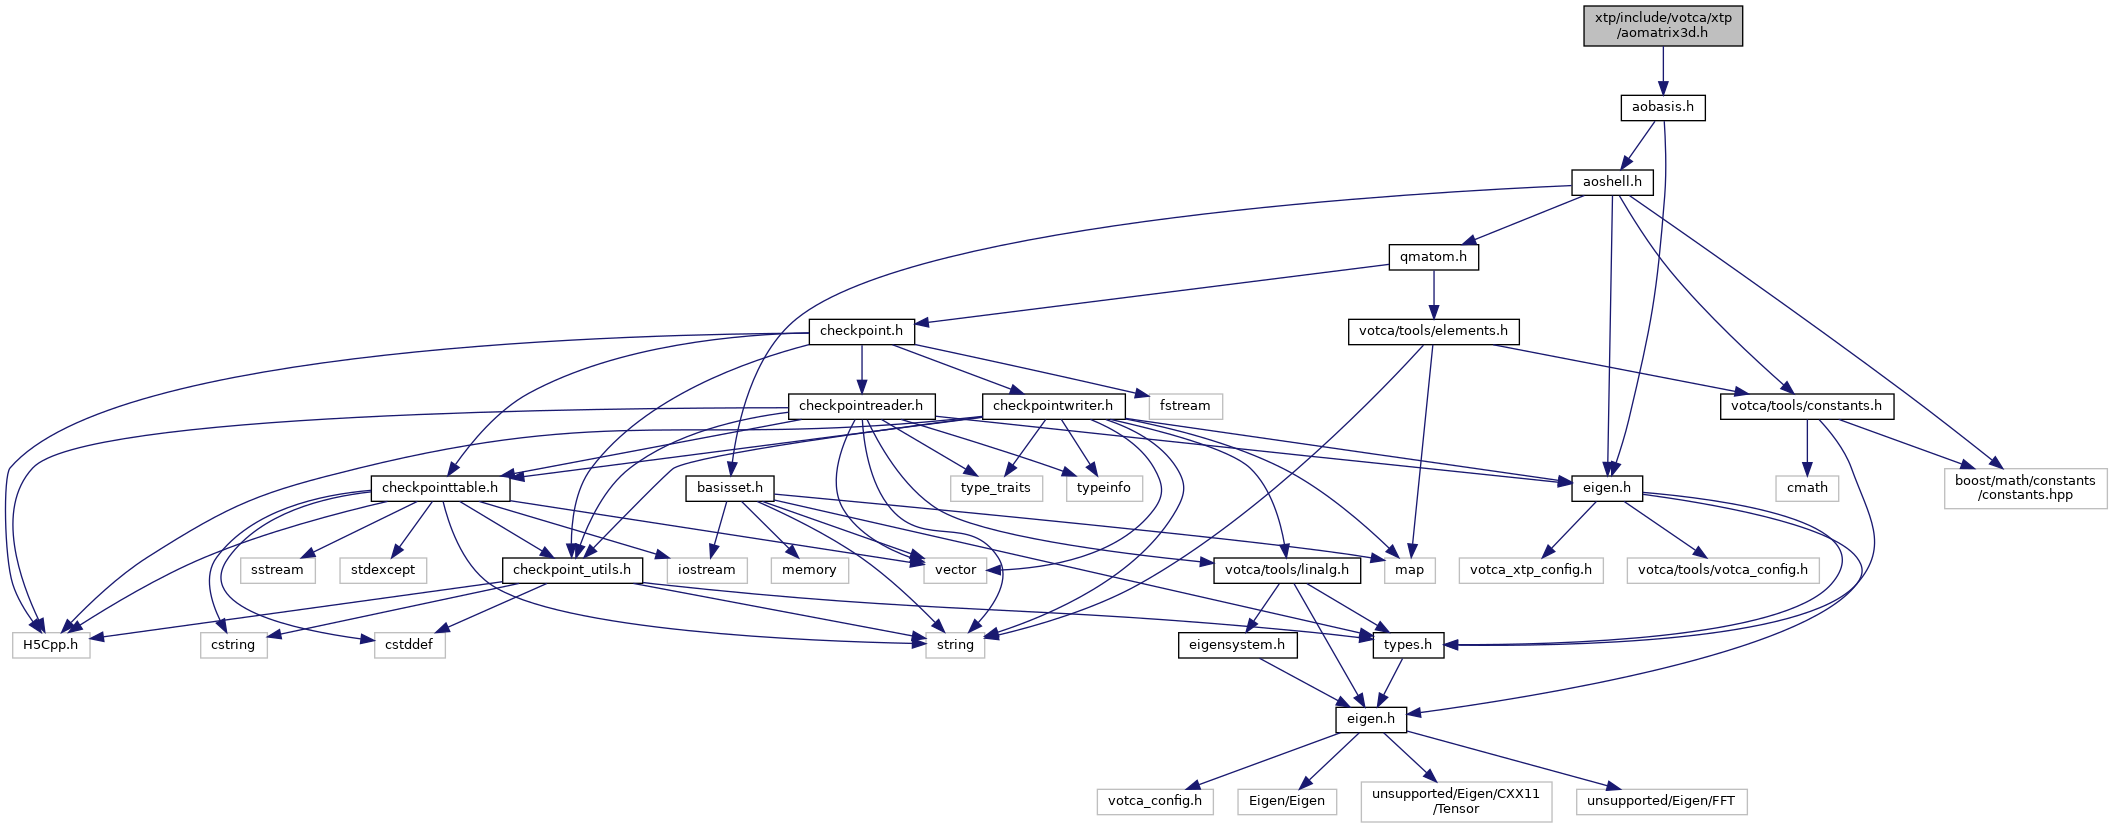 xtp/include/votca/xtp
/aomatrix3d.h
aobasis.h
aoshell.h
qmatom.h
checkpoint.h
votca/tools/elements.h
checkpointreader.h
checkpointwriter.h
fstream
votca/tools/constants.h
checkpointtable.h
basisset.h
type_traits
typeinfo
eigen.h
cmath
boost/math/constants
/constants.hpp
sstream
stdexcept
checkpoint_utils.h
iostream
memory
vector
votca/tools/linalg.h
map
votca_xtp_config.h
votca/tools/votca_config.h
H5Cpp.h
cstring
cstddef
string
eigensystem.h
types.h
eigen.h
votca_config.h
Eigen/Eigen
unsupported/Eigen/CXX11
/Tensor
unsupported/Eigen/FFT